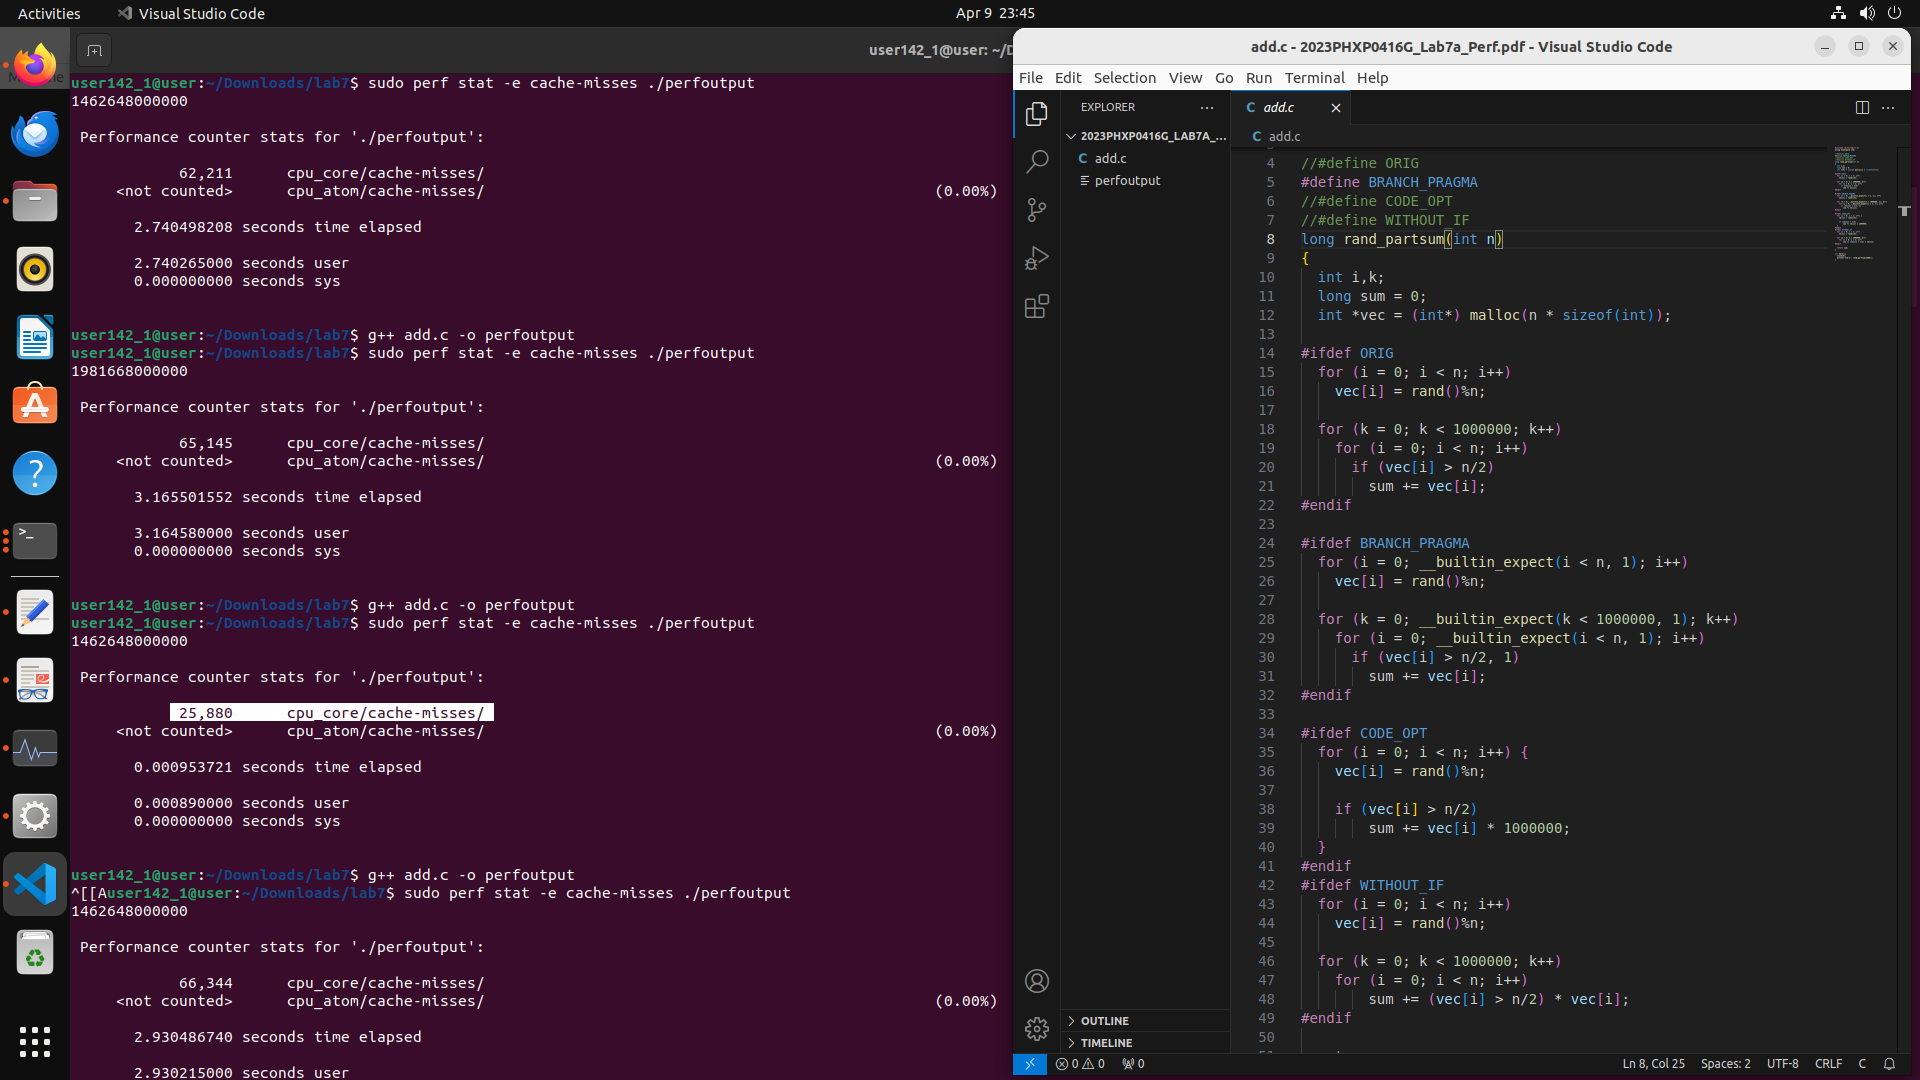 Activities
Visual Studio Code
Apr 9 23:45
user142_1@user: ~/D
user142_1@user:~/Downloads/lab7$ sudo perf stat -e cache-misses ./perfoutput
1462648000000
Performance counter stats for './perfoutput':
62,211 cpu_core/cache-misses/
<not counted> cpu_atom/cache-misses/ (0.00%)
2.740498208 seconds time elapsed
2.740265000 seconds user
0.000000000 seconds sys
user142_1@user:~/Downloads/lab7$ g++ add.c -o perfoutput
user142_1@user:~/Downloads/lab7$ sudo perf stat -e cache-misses ./perfoutput
1981668000000
Performance counter stats for './perfoutput':
65,145 cpu_core/cache-misses/
<not counted> cpu_atom/cache-misses/ (0.00%)
3.165501552 seconds time elapsed
3.164580000 seconds user
0.000000000 seconds sys
user142_1@user:~/Downloads/lab7$ g++ add.c -o perfoutput
user142_1@user:~/Downloads/lab7$ sudo perf stat -e cache-misses ./perfoutput
1462648000000
Performance counter stats for './perfoutput':
25,880 cpu_core/cache-misses/
<not counted> cpu_atom/cache-misses/ (0.00%)
0.000953721 seconds time elapsed
0.000890000 seconds user
0.000000000 seconds sys
user142_1@user:~/Downloads/lab7$ g++ add.c -o perfoutput
^[[Auser142_1@user:~/Downloads/lab7$ sudo perf stat -e cache-misses ./perfoutput
1462648000000
Performance counter stats for './perfoutput':
66,344 cpu_core/cache-misses/
<not counted> cpu_atom/cache-misses/ (0.00%)
2.930486740 seconds time elapsed
2.930215000 seconds user
add.c - 2023PHXP0416G_Lab7a_Perf.pdf - Visual Studio Code
File Edit Selection View Go Run Terminal Help
EXPLORER
2023PHXP0416G_LAB7A_...
C add.c
perfoutput
OUTLINE
TIMELINE
C add.c
C add.c
4 //#define ORIG
5 #define BRANCH_PRAGMA
6 //#define CODE_OPT
7 //#define WITHOUT_IF
8 long rand_partsum(int n)
9 {
10 int i,k;
11 long sum = 0;
12 int *vec = (int*) malloc(n * sizeof(int));
13
14 #ifdef ORIG
15 for (i = 0; i < n; i++)
16 vec[i] = rand()%n;
17
18 for (k = 0; k < 1000000; k++)
19 for (i = 0; i < n; i++)
20 if (vec[i] > n/2)
21 sum += vec[i];
22 #endif
23
24 #ifdef BRANCH_PRAGMA
25 for (i = 0; __builtin_expect(i < n, 1); i++)
26 vec[i] = rand()%n;
27
28 for (k = 0; __builtin_expect(k < 1000000, 1); k++)
29 for (i = 0; __builtin_expect(i < n, 1); i++)
30 if (vec[i] > n/2, 1)
31 sum += vec[i];
32 #endif
33
34 #ifdef CODE_OPT
35 for (i = 0; i < n; i++) {
36 vec[i] = rand()%n;
37
38 if (vec[i] > n/2)
39 sum += vec[i] * 1000000;
40 }
41 #endif
42 #ifdef WITHOUT_IF
43 for (i = 0; i < n; i++)
44 vec[i] = rand()%n;
45
46 for (k = 0; k < 1000000; k++)
47 for (i = 0; i < n; i++)
48 sum += (vec[i] > n/2) * vec[i];
49 #endif
50
0 0 0
Ln 8, Col 25 Spaces: 2 UTF-8 CRLF C